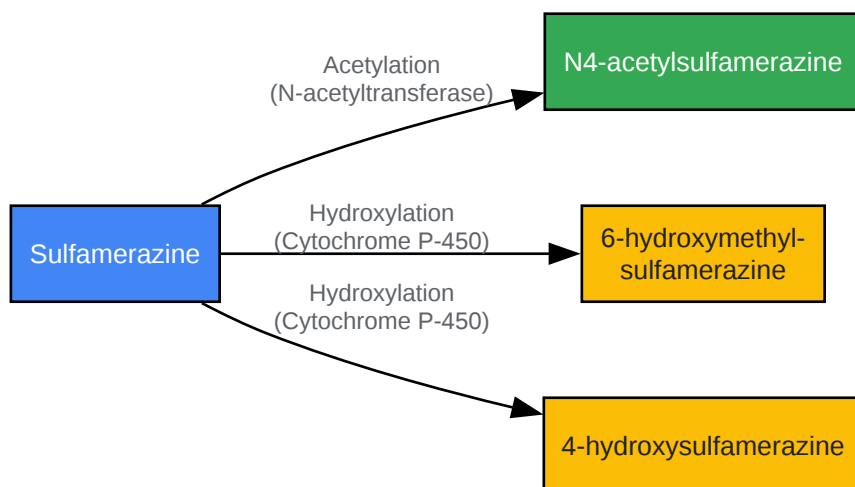 Acetylation
(N-acetyltransferase)
N4-acetylsulfamerazine
Sulfamerazine
Hydroxylation
(Cytochrome P-450)
6-hydroxymethyl-
sulfamerazine
Hydroxylation
(Cytochrome P-450)
4-hydroxysulfamerazine